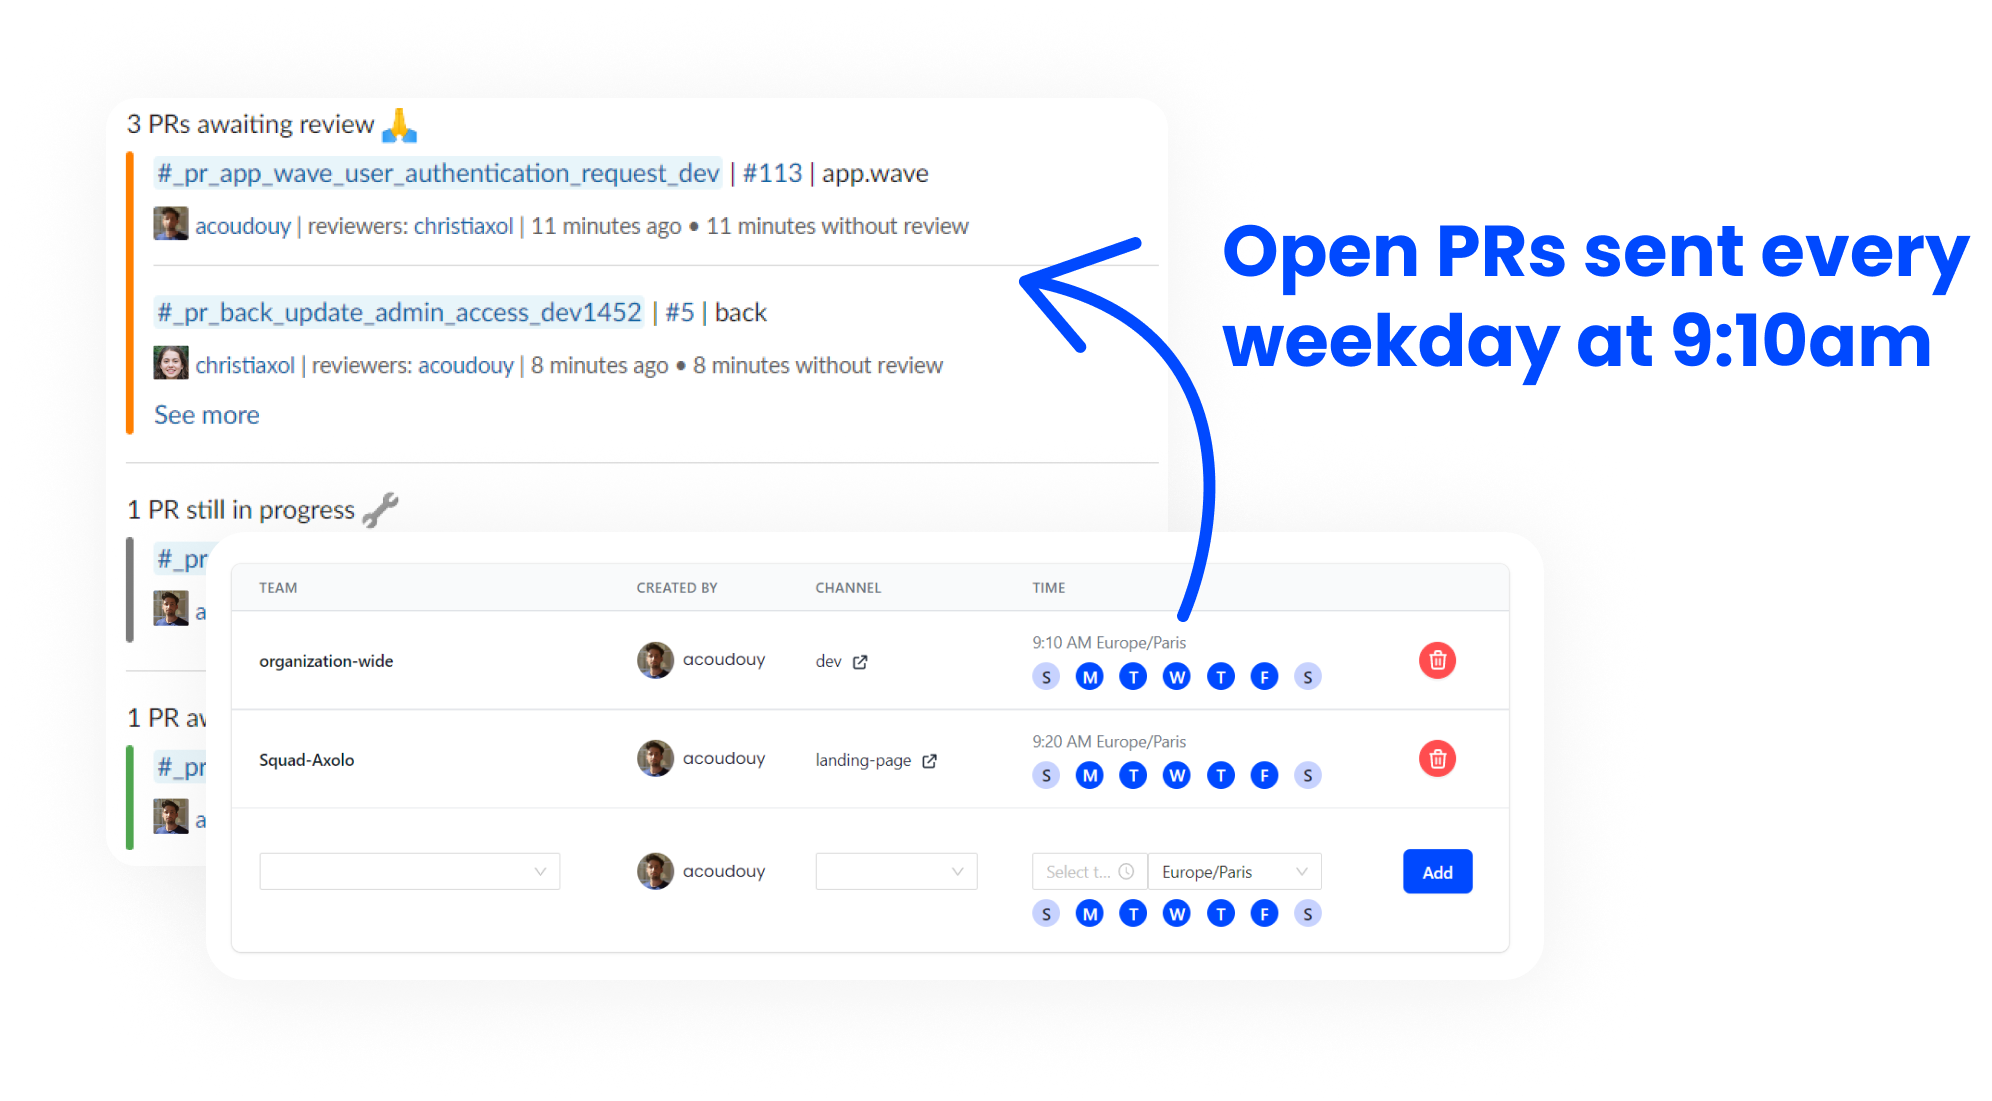 3 PRs awaiting review
#_pr_app_wave_user_authentication_request_dev | #113 | app.wave
acoudouy | reviewers: christiaxol | 11 minutes ago • 11 minutes without review
#_pr_back_update_admin_access_dev1452 | #5 | back
christiaxol | reviewers: acoudouy | 8 minutes ago • 8 minutes without review
See more
Open PRs sent every
weekday at 9:10am
1 PR still in progress
#_pr
a
1 PR aw
#_pr
a
TEAM CREATED BY CHANNEL TIME
9:10 AM Europe/Paris
organization-wide acoudouy dev
S M T W T F S
9:20 AM Europe/Paris
Squad-Axolo acoudouy landing-page
S M T W T F S
acoudouy Select t... Europe/Paris Add
S M T W T F S